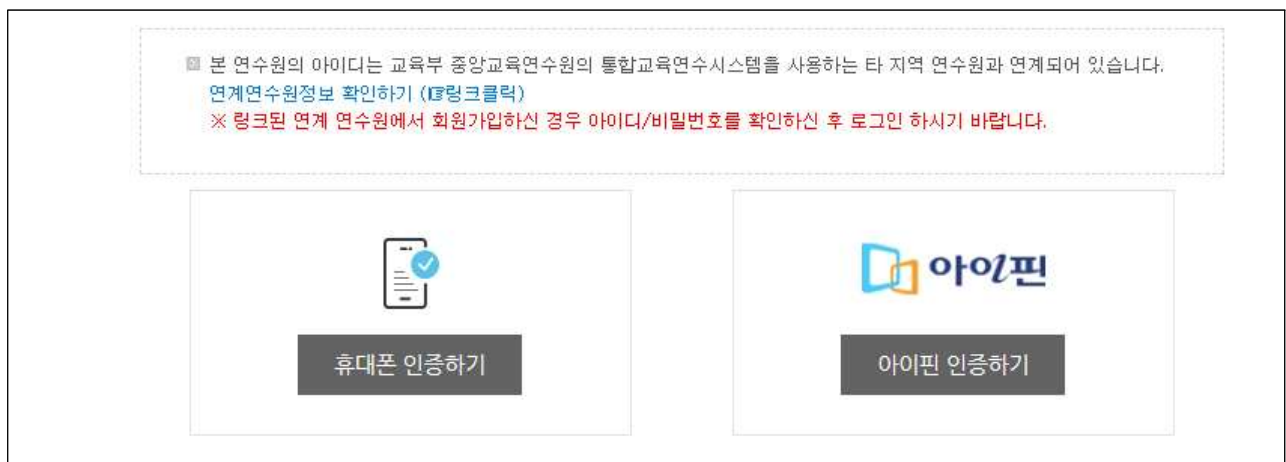 본 연수원의 아이디는 교육부 중앙교육연수원의 통합교육연수시스템을 사용하는 타 지역 연수원과 연계되어 있습니다.
연계연수원정보 확인하기 (☞링크클릭)
※ 링크된 연계 연수원에서 회원가입하신 경우 아이디/비밀번호를 확인하신 후 로그인 하시기 바랍니다.
아이핀
휴대폰 인증하기
아이핀 인증하기